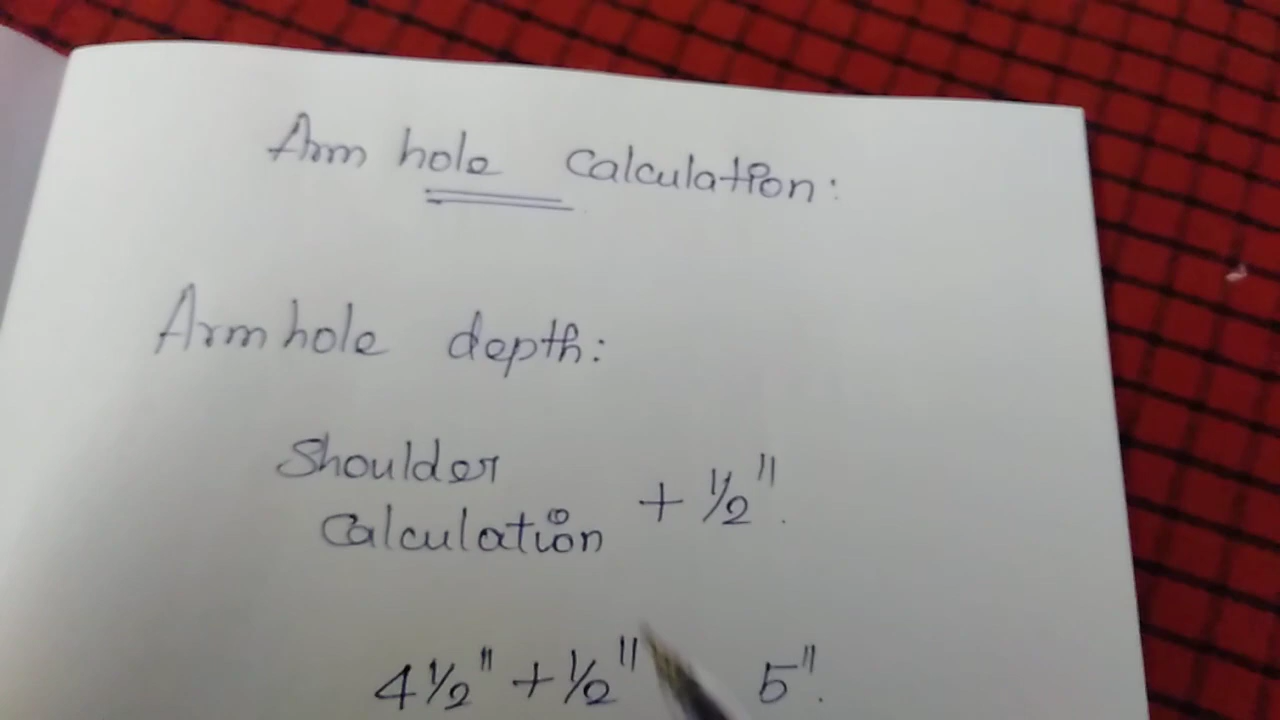 Arm hole Calculation:
Armhole depth:
Shoulder
Calculation + ½".
4½" + ½" 5".